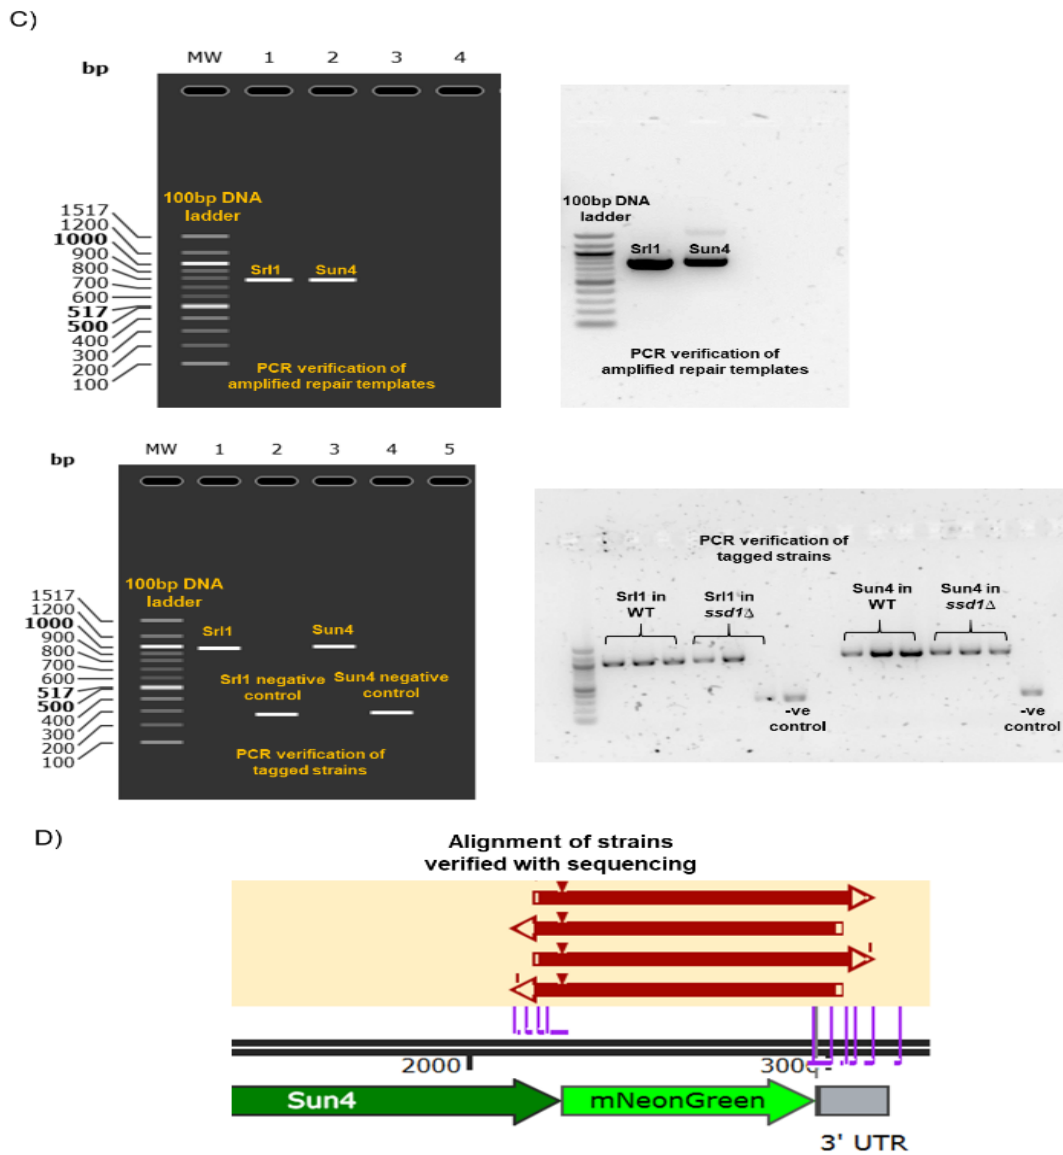 C)
MW 1 2 3 4
bp
100bp DNA
ladder
1517
1200
1000
900
800
700
600
517
500
400
300
200
100
Srl1 Sun4
PCR verification of
amplified repair templates
100bp DNA
ladder
Srl1 Sun4
PCR verification of
amplified repair templates
MW 1 2 3 4 5
bp
100bp DNA
ladder
1517
1200
1000
900
800
700
600
517
500
400
300
200
100
Srl1 Sun4
Srl1 negative
control
Sun4 negative
control
PCR verification of
tagged strains
PCR verification of
tagged strains
Srl1 in
WT
Srl1 in
ssd1Δ
Sun4 in
WT
Sun4 in
ssd1Δ
-ve
control
-ve
control
D)
Alignment of strains
verified with sequencing
2000 3000
Sun4 mNeonGreen
3' UTR